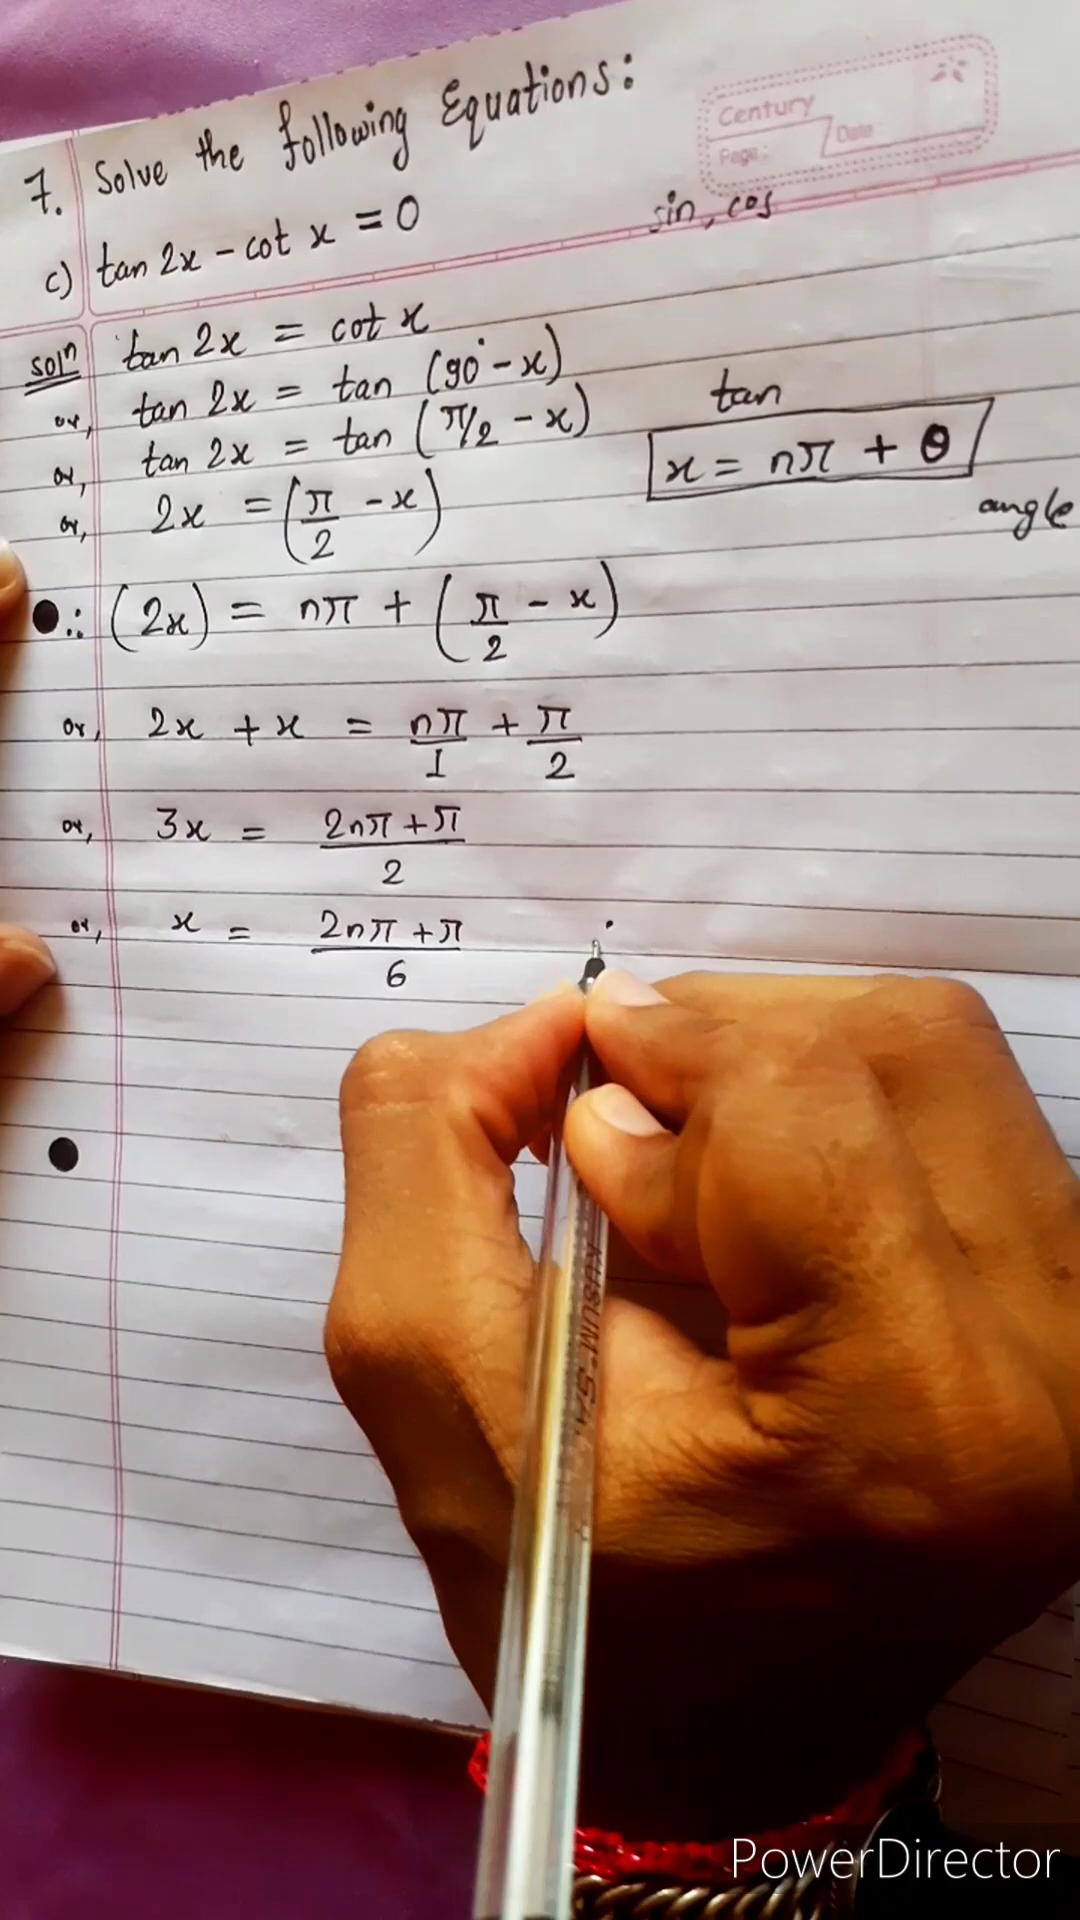 7. Solve the following Equations:
Century
Date:
Page:
c) tan 2x - cot x = 0
sin, cos
solⁿ tan 2x = cot x
or, tan 2x = tan (90° - x)
or, tan 2x = tan (π/2 - x)
tan
x = nπ + θ
angle
or, 2x = (π/2 - x)
∴ (2x) = nπ + (π/2 - x)
or, 2x + x = nπ/1 + π/2
or, 3x = 2nπ + π/2
or, x = 2nπ + π/6
KUSUM
PowerDirector